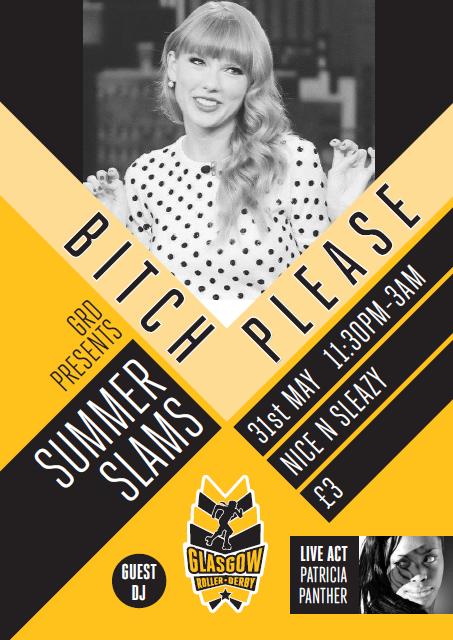 BITCH PLEASE
GRD
PRESENTS
SUMMER
SLAMS
31st MAY 11:30PM-3AM
NICE N SLEAZY
£3
GLASGOW
ROLLER DERBY
GUEST
DJ
LIVE ACT
PATRICIA
PANTHER